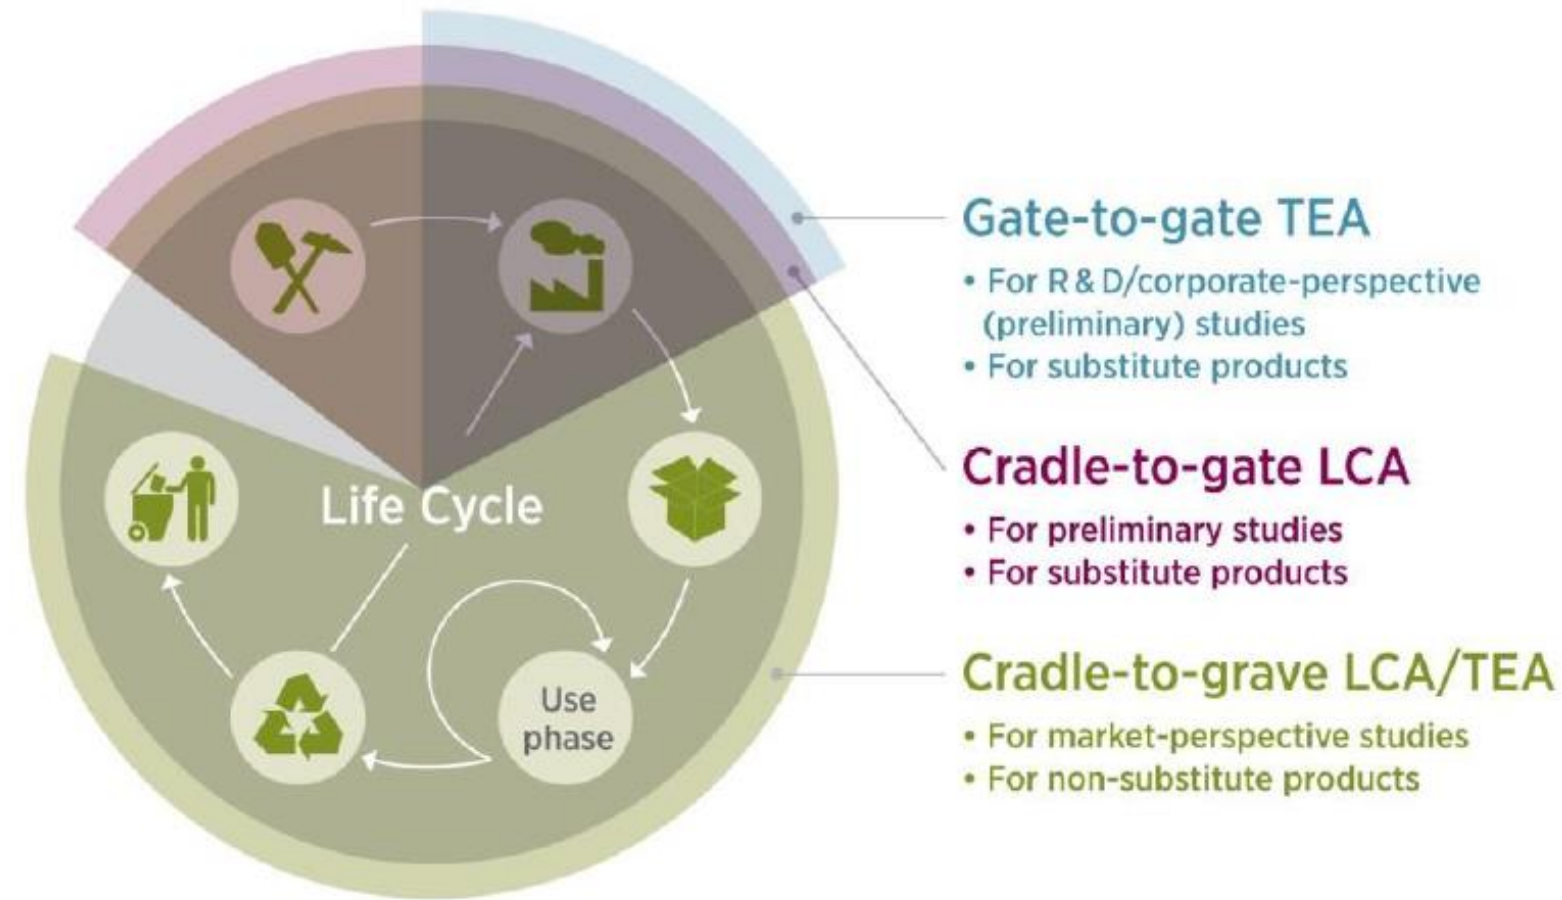 Life Cycle
Use
phase
Gate-to-gate TEA
• For R & D/corporate-perspective
(preliminary) studies
• For substitute products
Cradle-to-gate LCA
• For preliminary studies
• For substitute products
Cradle-to-grave LCA/TEA
• For market-perspective studies
• For non-substitute products